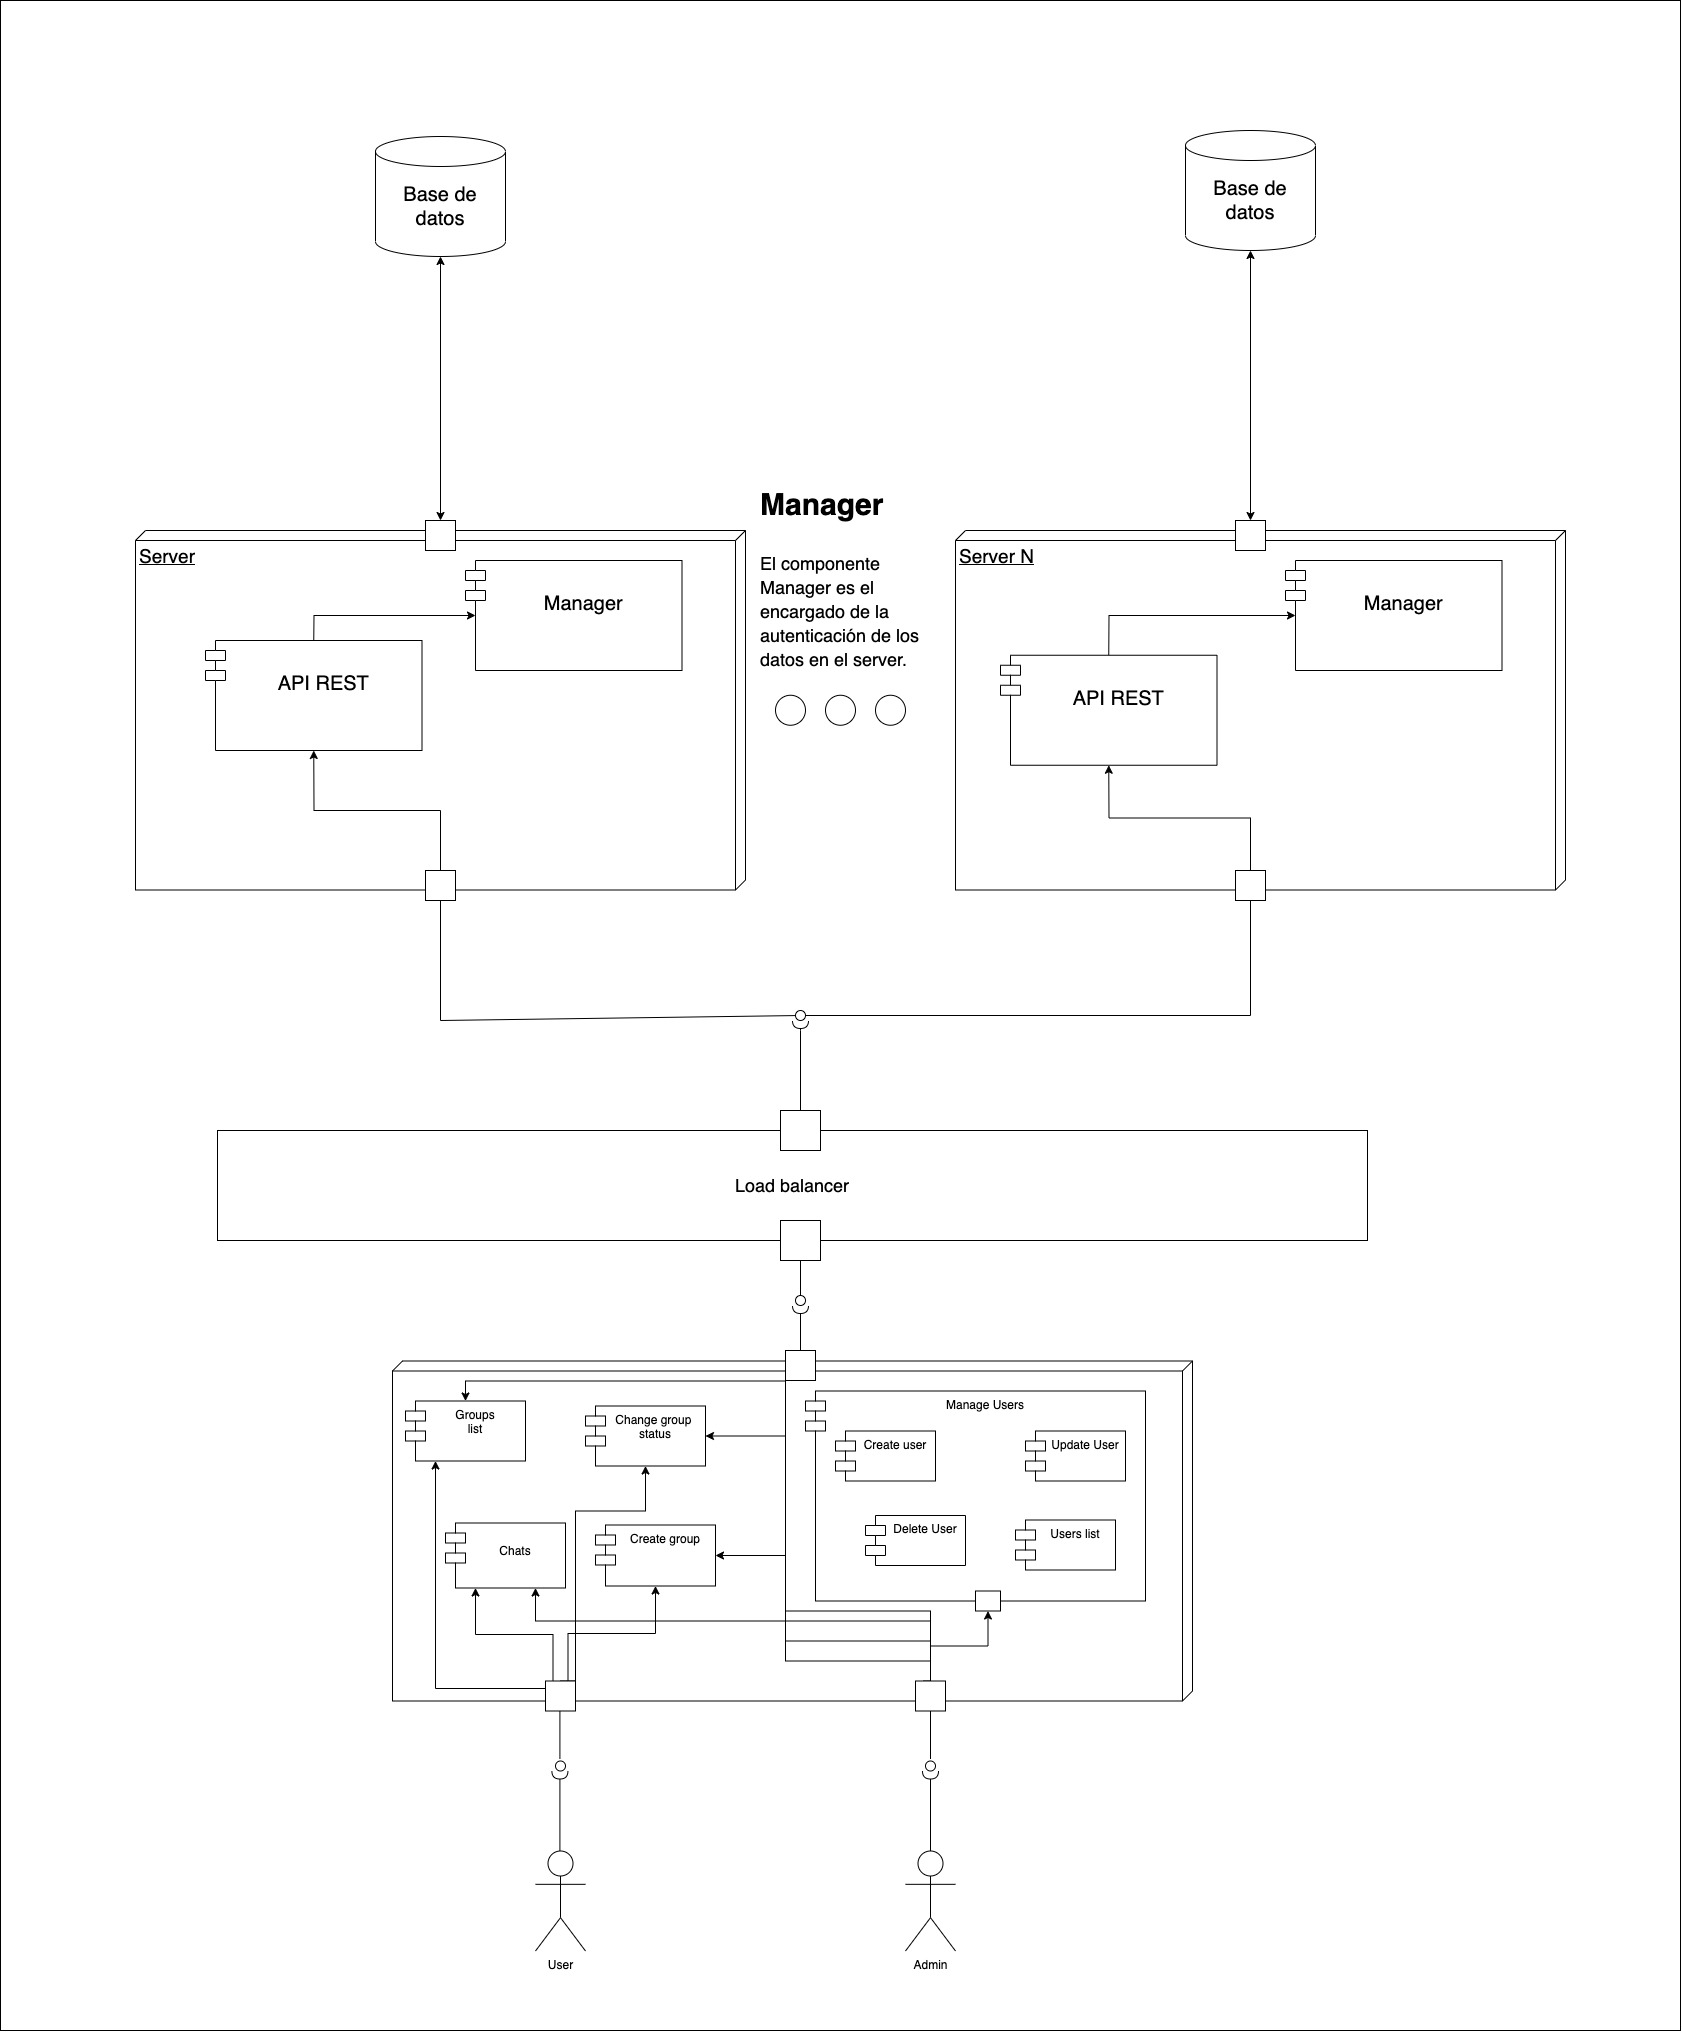 Base de
datos
Base de
datos
Manager
El componente
Manager es el
encargado de la
autenticación de los
datos en el server.
Server
Manager
API REST
Server N
Manager
API REST
Load balancer
Groups
list
Change group
status
Chats
Create group
Manage Users
Create user
Update User
Delete User
Users list
User
Admin